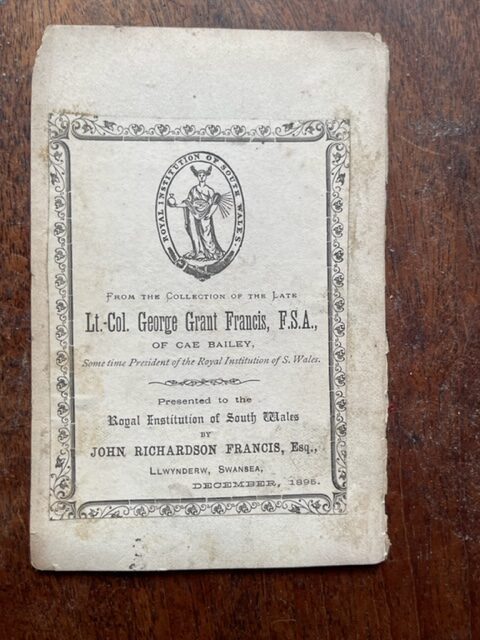 ROYAL INSTITUTION OF SOUTH WALES.
FROM THE COLLECTION OF THE LATE
Lt.-Col. George Grant Francis, F.S.A.,
OF CAE BAILEY,
Some time President of the Royal Institution of S. Wales.
Presented to the
Royal Institution of South Wales
BY
JOHN RICHARDSON FRANCIS, Esq.,
LLWYNDERW, SWANSEA,
DECEMBER, 1895.